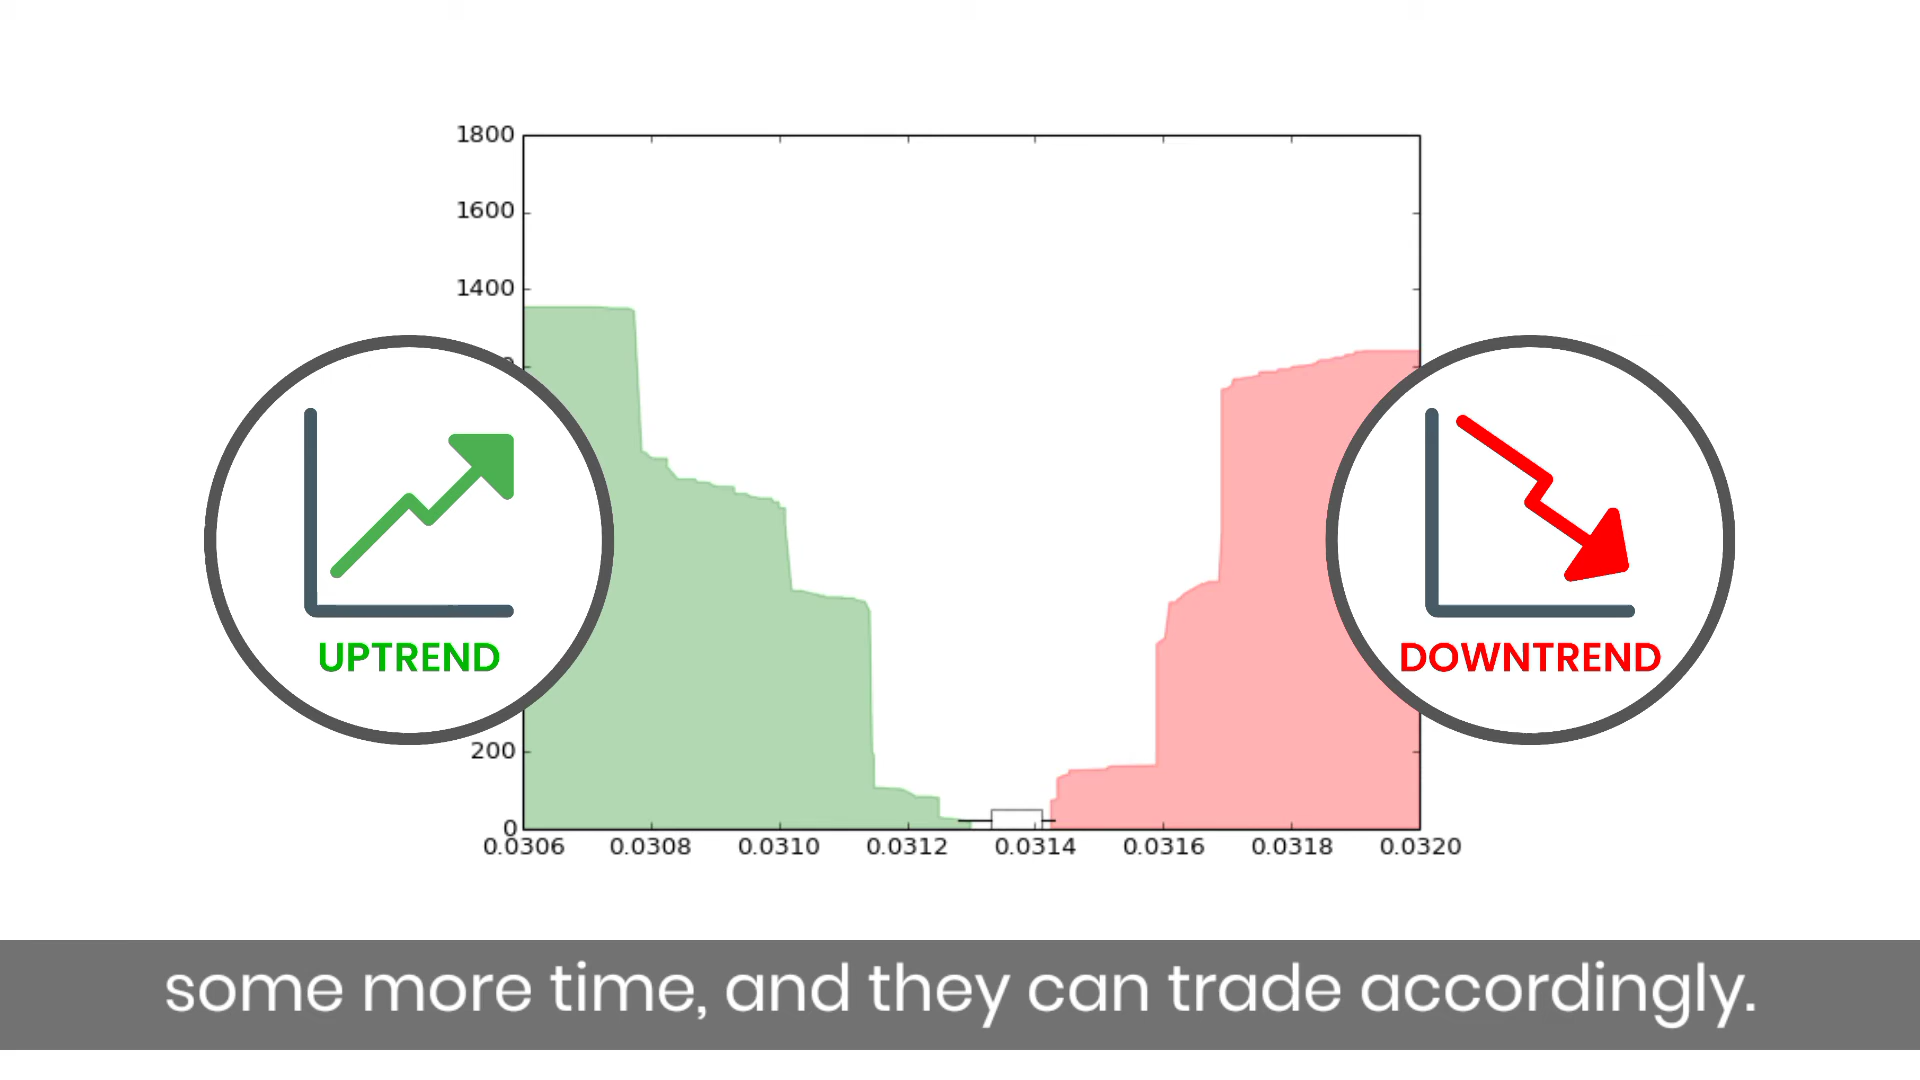 1800
1600
1400
200
0
0.0306 0.0308 0.0310 0.0312 0.0314 0.0316 0.0318 0.0320
UPTREND
DOWNTREND
some more time, and they can trade accordingly.